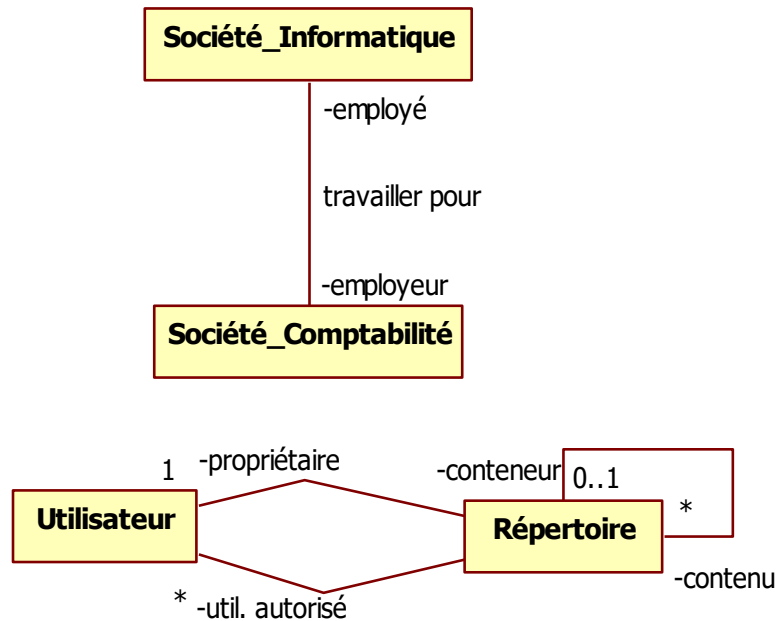 Société_Informatique
-employé
travailler pour
-employeur
Société_Comptabilité
1 -propriétaire
-conteneur 0..1
Utilisateur
Répertoire
*
* -util. autorisé
-contenu